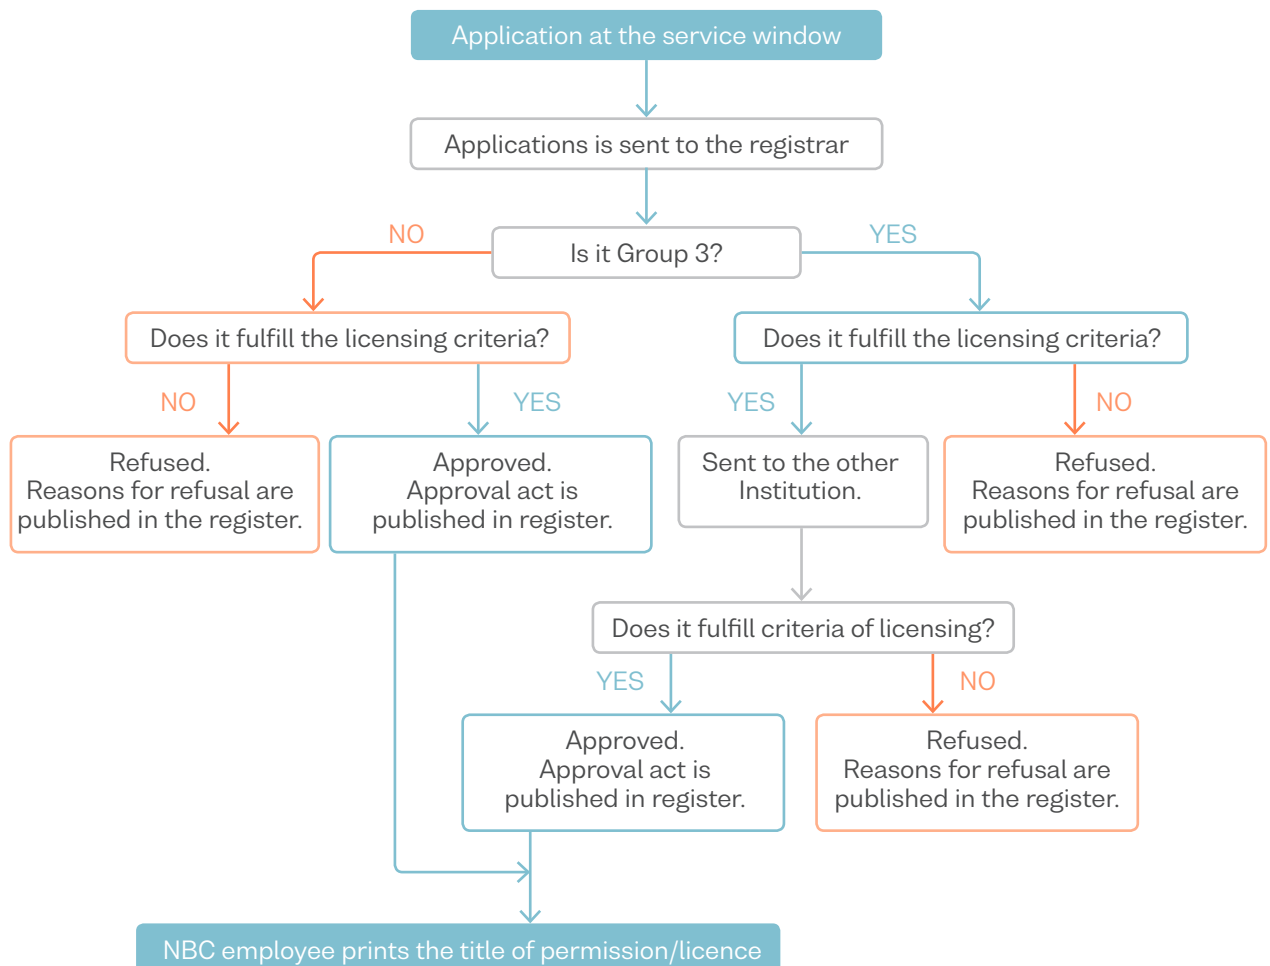 Application at the service window
Applications is sent to the registrar
NO
YES
Is it Group 3?
Does it fulfill the licensing criteria?
Does it fulfill the licensing criteria?
NO
YES
YES
NO
Refused.
Reasons for refusal are
published in the register.
Approved.
Approval act is
published in register.
Sent to the other
Institution.
Refused.
Reasons for refusal are
published in the register.
Does it fulfill criteria of licensing?
YES
NO
Approved.
Approval act is
published in register.
Refused.
Reasons for refusal are
published in the register.
NBC employee prints the title of permission/licence